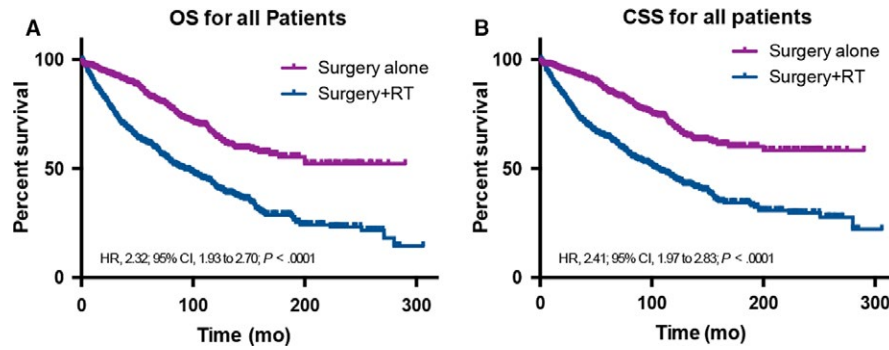 A
OS for all Patients
Percent survival
100
50
0
Surgery alone
Surgery+RT
HR, 2.32; 95% CI, 1.93 to 2.70; P < .0001
0 100 200 300
Time (mo)
B
CSS for all patients
Percent survival
100
50
0
Surgery alone
Surgery+RT
HR, 2.41; 95% CI, 1.97 to 2.83; P < .0001
0 100 200 300
Time (mo)